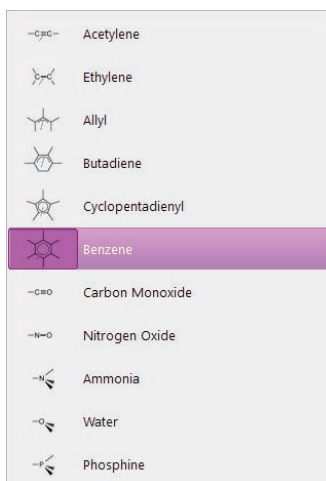 Acetylene
Ethylene
Allyl
Butadiene
Cyclopentadienyl
Benzene
–C≡O Carbon Monoxide
–N=O Nitrogen Oxide
Ammonia
Water
Phosphine